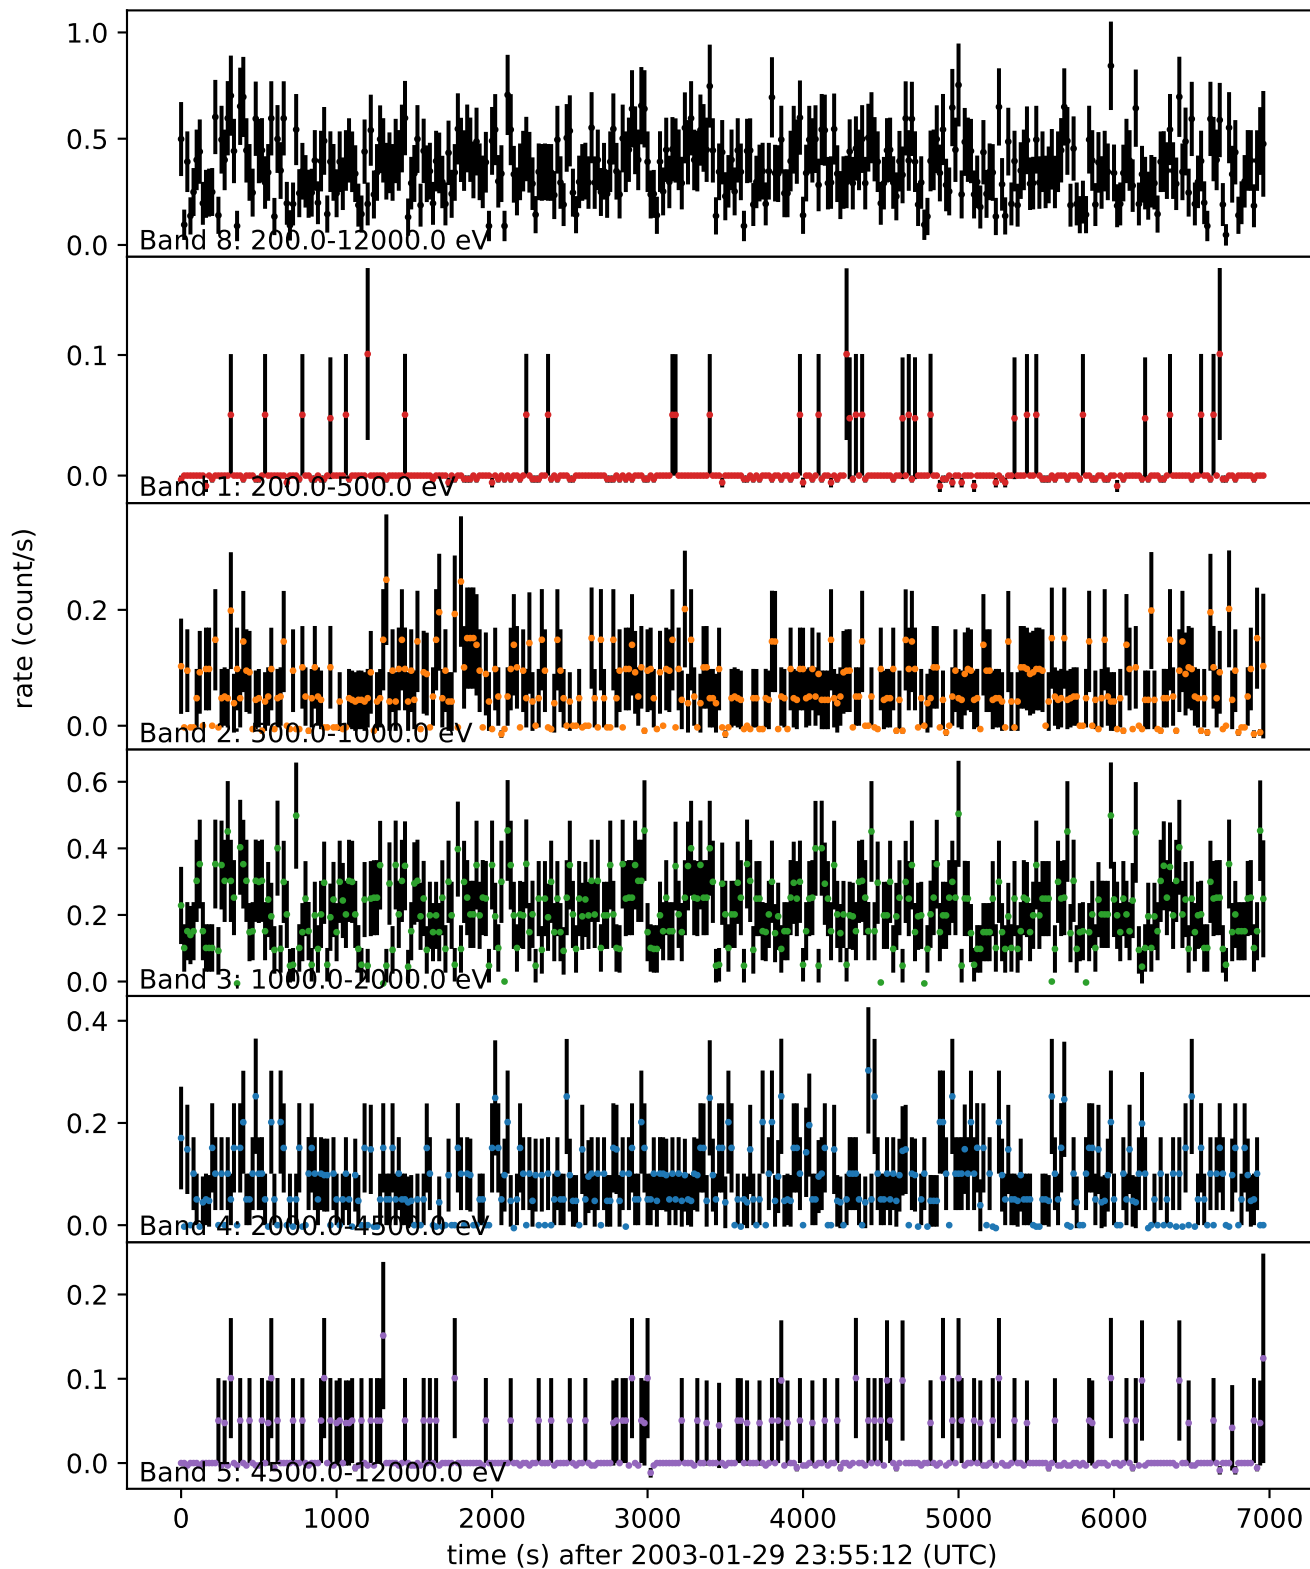 1.0
0.5
0.0
Band 8: 200.0-12000.0 eV
0.1
0.0
Band 1: 200.0-500.0 eV
rate (count/s)
0.2
0.0
Band 2: 500.0-1000.0 eV
0.6
0.4
0.2
0.0
Band 3: 1000.0-2000.0 eV
0.4
0.2
0.0
Band 4: 2000.0-4500.0 eV
0.2
0.1
0.0
Band 5: 4500.0-12000.0 eV
0 1000 2000 3000 4000 5000 6000 7000
time (s) after 2003-01-29 23:55:12 (UTC)